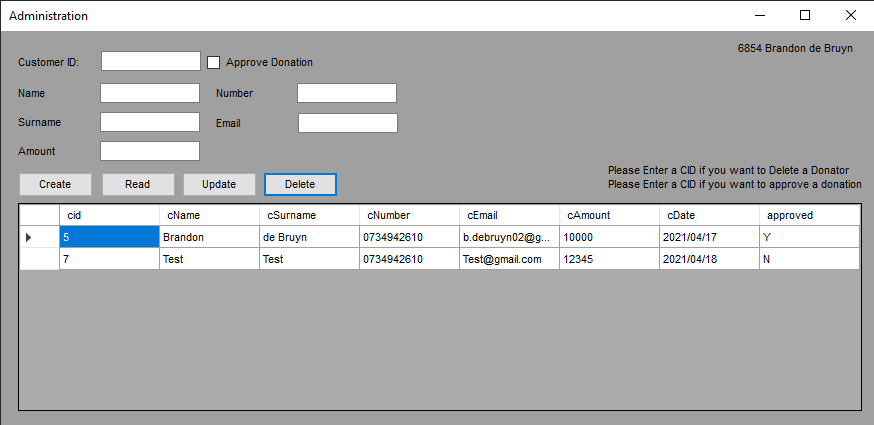 Administration
6854 Brandon de Bruyn
Customer ID: Approve Donation
Name Number
Surname Email
Amount
Please Enter a CID if you want to Delete a Donator
Please Enter a CID if you want to approve a donation
Create Read Update Delete
cid cName cSurname cNumber cEmail cAmount cDate approved
5 Brandon de Bruyn 0734942610 b.debruyn02@g... 10000 2021/04/17 Y
7 Test Test 0734942610 Test@gmail.com 12345 2021/04/18 N